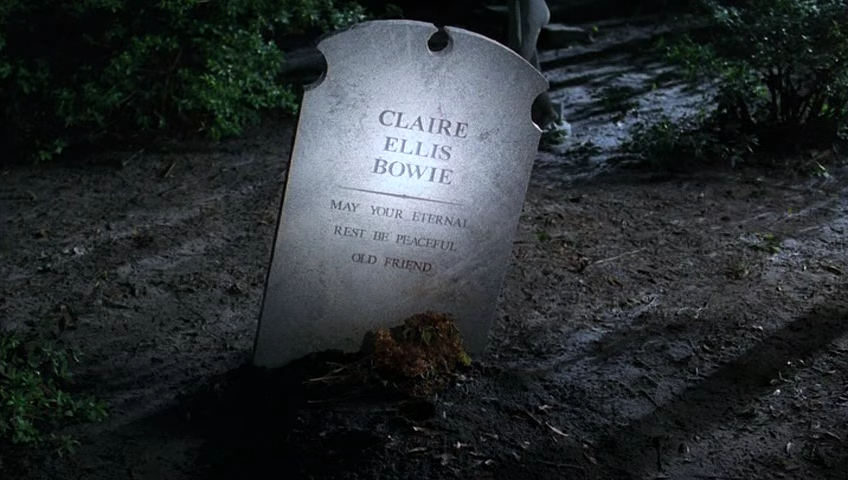 CLAIRE
ELLIS
BOWIE
MAY YOUR ETERNAL
REST BE PEACEFUL
OLD FRIEND